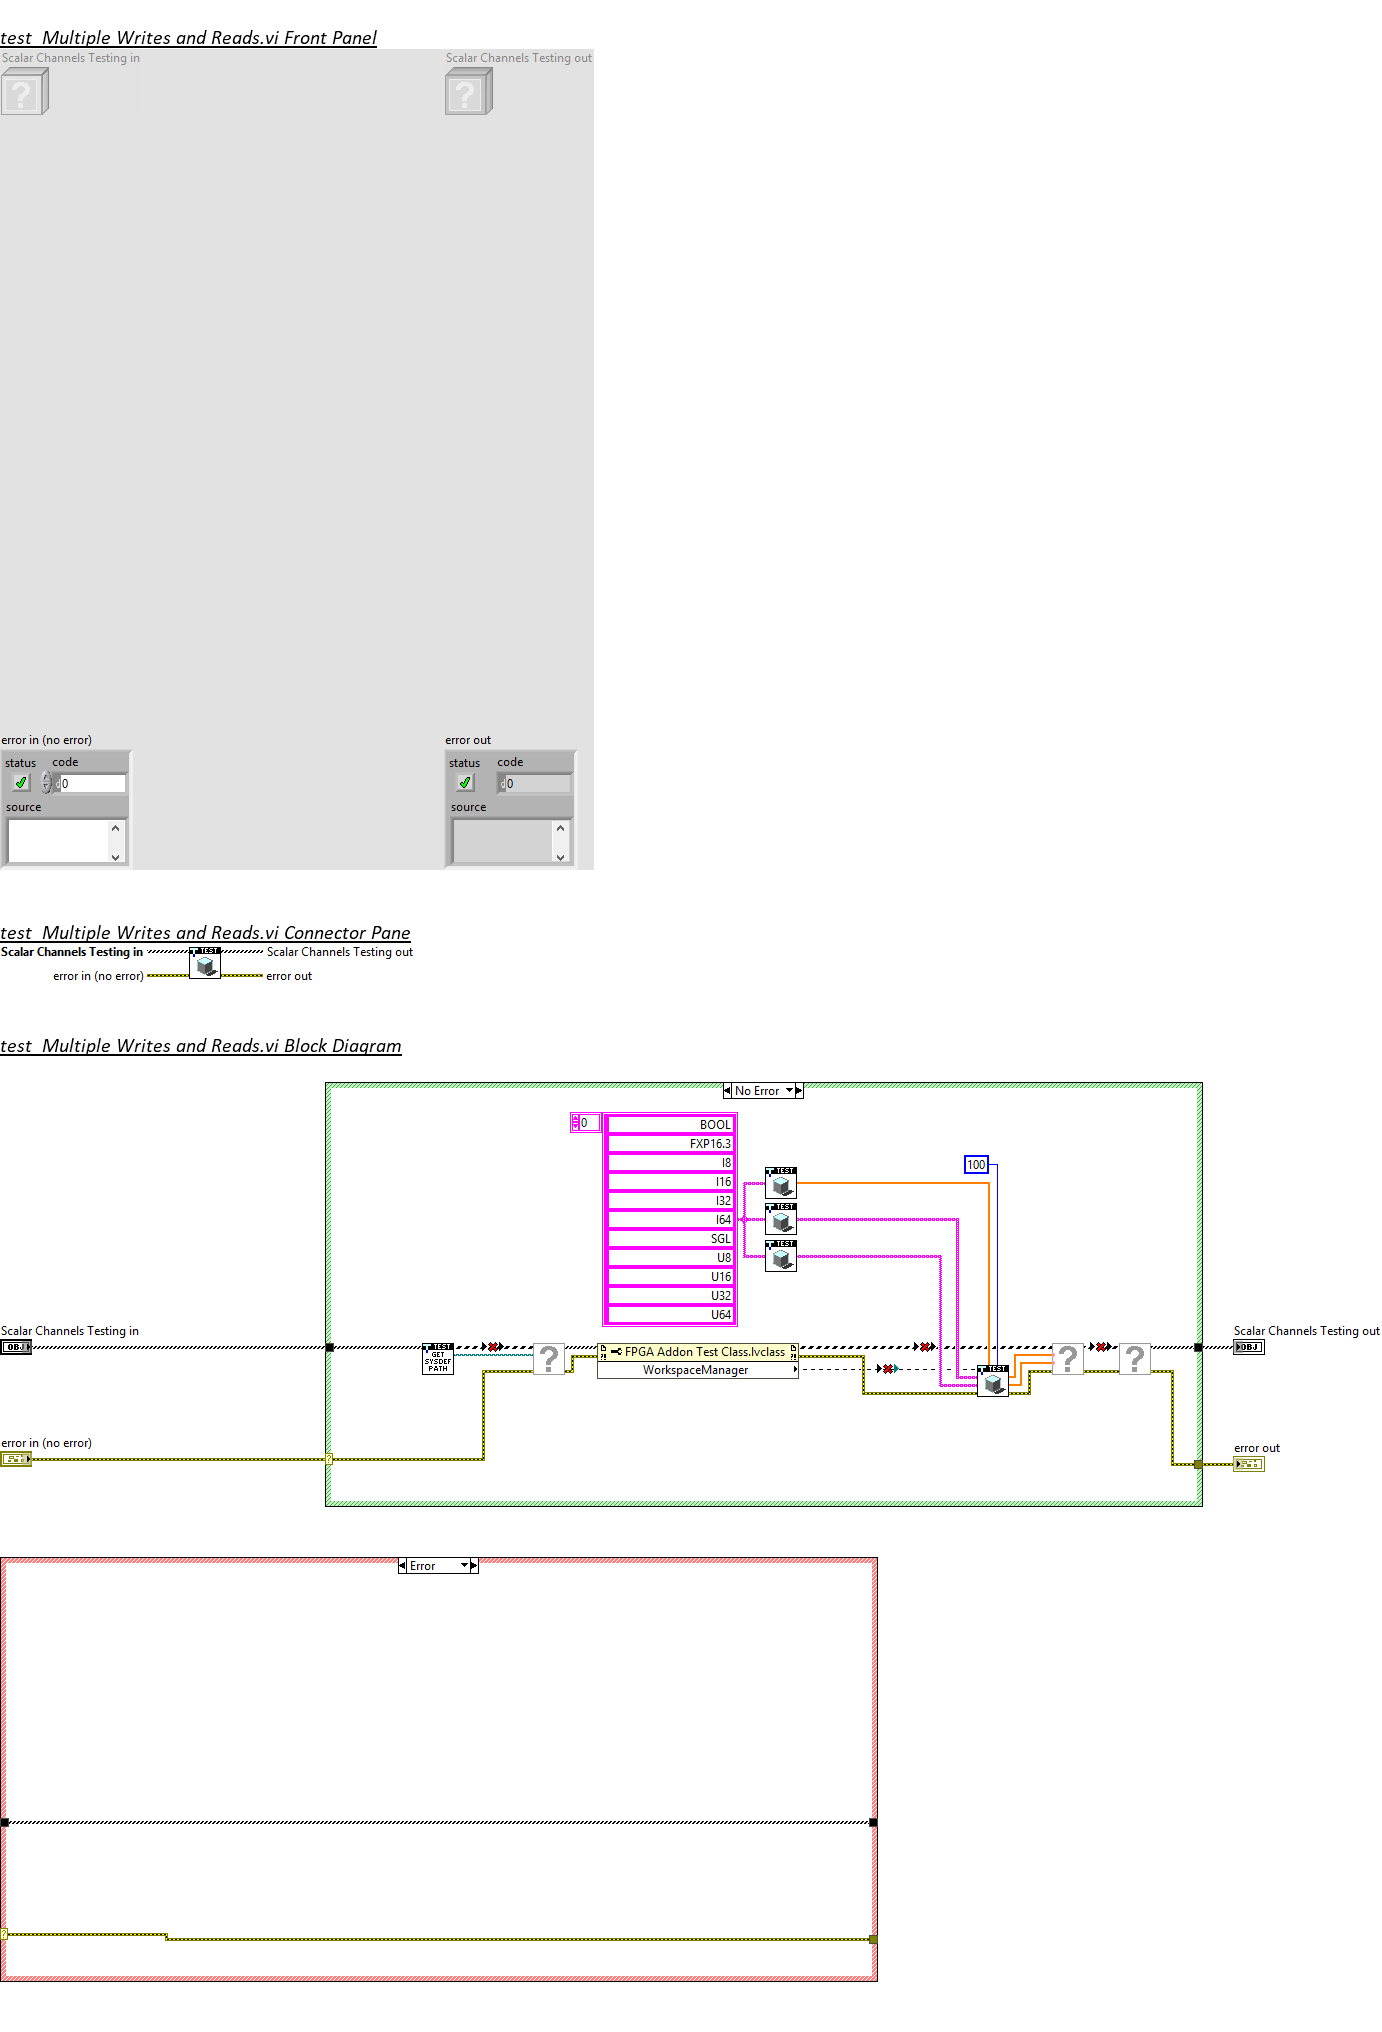 test_Multiple Writes and Reads.vi Front Panel
Scalar Channels Testing in
Scalar Channels Testing out
?
?
error in (no error)
error out
status
code
status
code
d
0
d
0
source
source
test_Multiple Writes and Reads.vi Connector Pane
Scalar Channels Testing in
TEST
Scalar Channels Testing out
error in (no error)
error out
test_Multiple Writes and Reads.vi Block Diagram
No Error
0
BOOL
FXP16.3
I8
I16
I32
I64
SGL
U8
U16
U32
U64
100
TEST
TEST
TEST
Scalar Channels Testing in
OBJ
TEST
GET
SYSDEF
PATH
?
FPGA Addon Test Class.lvclass
WorkspaceManager
TEST
?
?
Scalar Channels Testing out
OBJ
error in (no error)
?
error out
Error
?